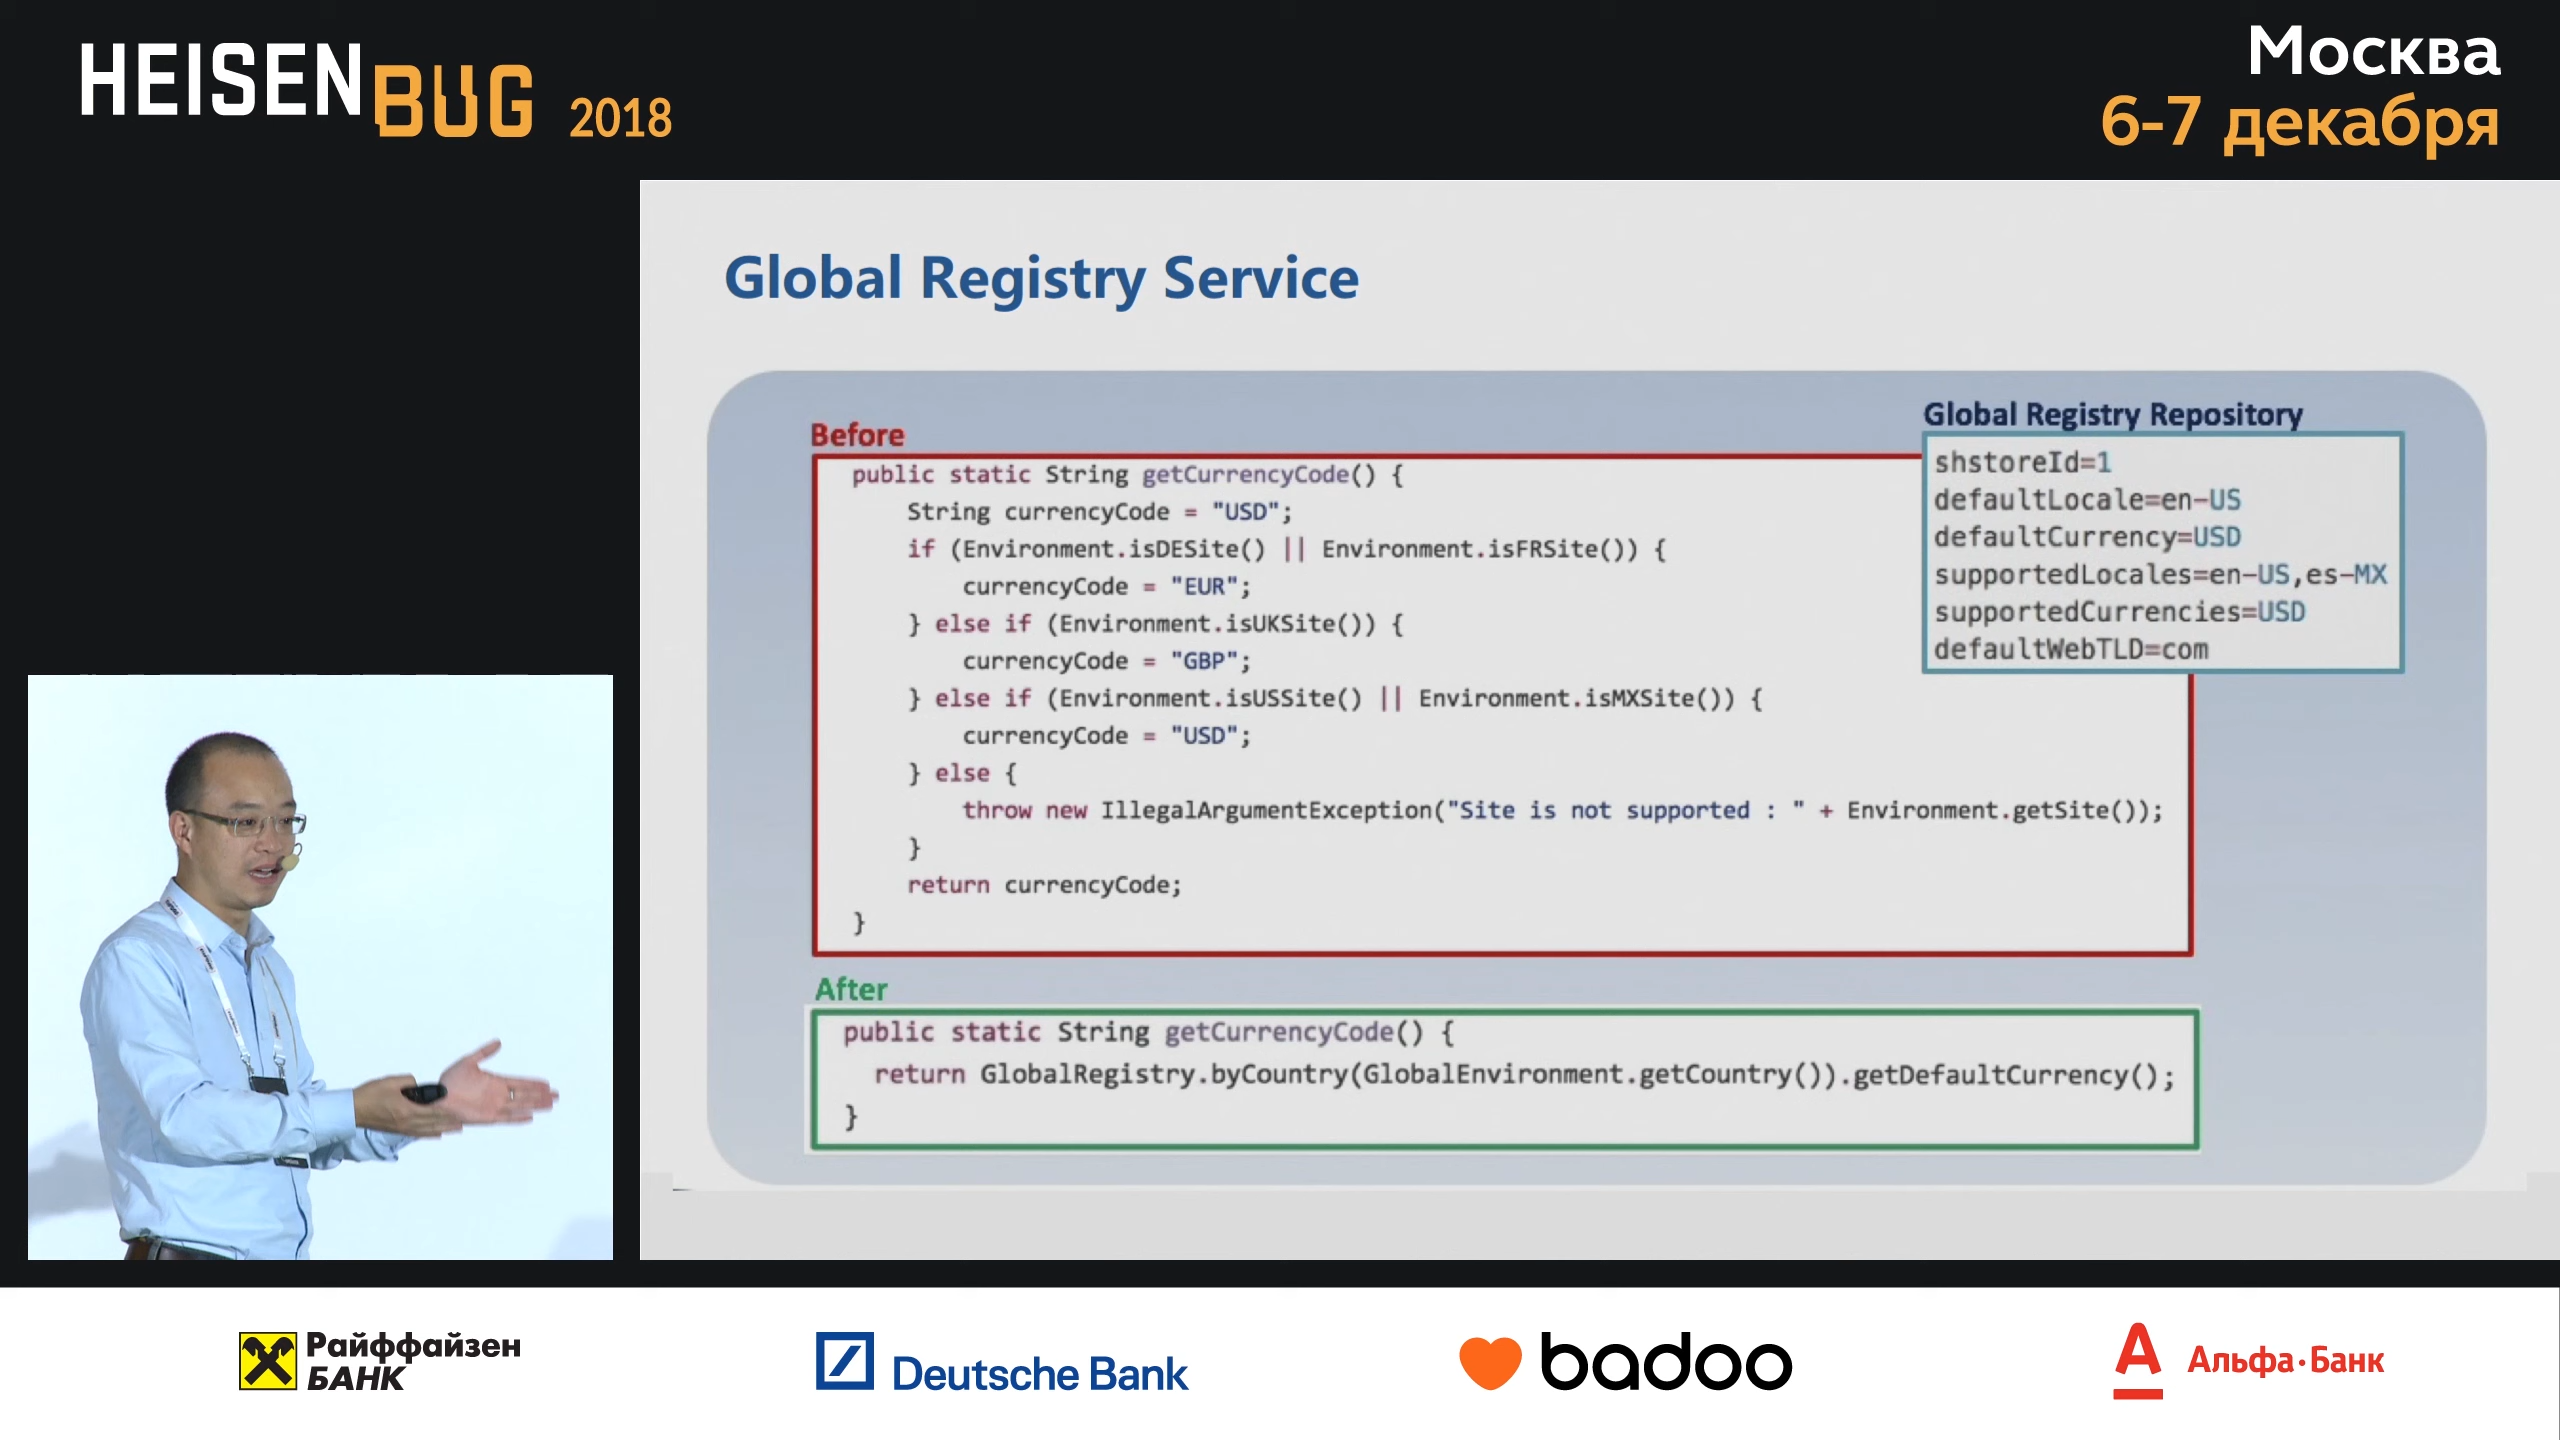 HEISENBUG 2018
Москва
6-7 декабря
Global Registry Service
Before
public static String getCurrencyCode() {
String currencyCode = "USD";
if (Environment.isDESite() || Environment.isFRSite()) {
currencyCode = "EUR";
} else if (Environment.isUKSite()) {
currencyCode = "GBP";
} else if (Environment.isUSSite() || Environment.isMXSite()) {
currencyCode = "USD";
} else {
throw new IllegalArgumentException("Site is not supported : " + Environment.getSite());
}
return currencyCode;
}
Global Registry Repository
shstoreId=1
defaultLocale=en-US
defaultCurrency=USD
supportedLocales=en-US,es-MX
supportedCurrencies=USD
defaultWebTLD=com
After
public static String getCurrencyCode() {
return GlobalRegistry.byCountry(GlobalEnvironment.getCountry()).getDefaultCurrency();
}
Райффайзен
БАНК
Deutsche Bank
badoo
А
Альфа·Банк